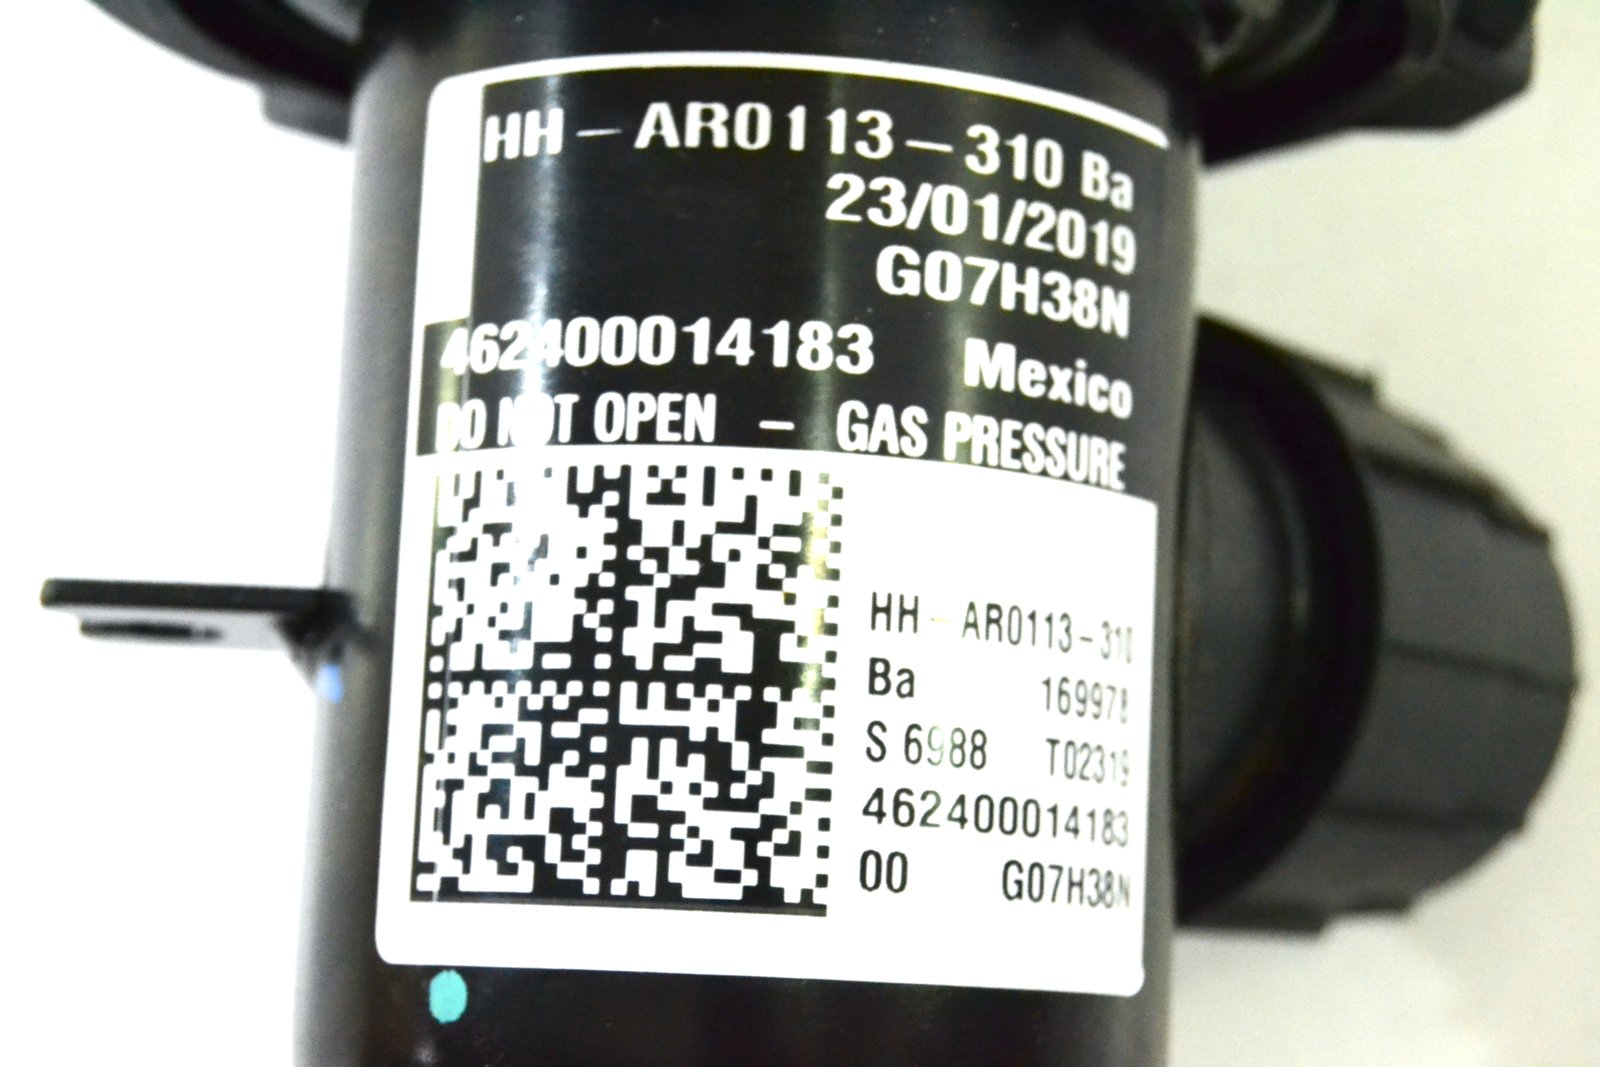 HH – AR0113–310 Ba
23/01/2019
G07H38N
462400014183 Mexico
DO NOT OPEN – GAS PRESSURE
HH – AR0113–310
Ba 169978
S 6988 T02319
462400014183
00 G07H38N